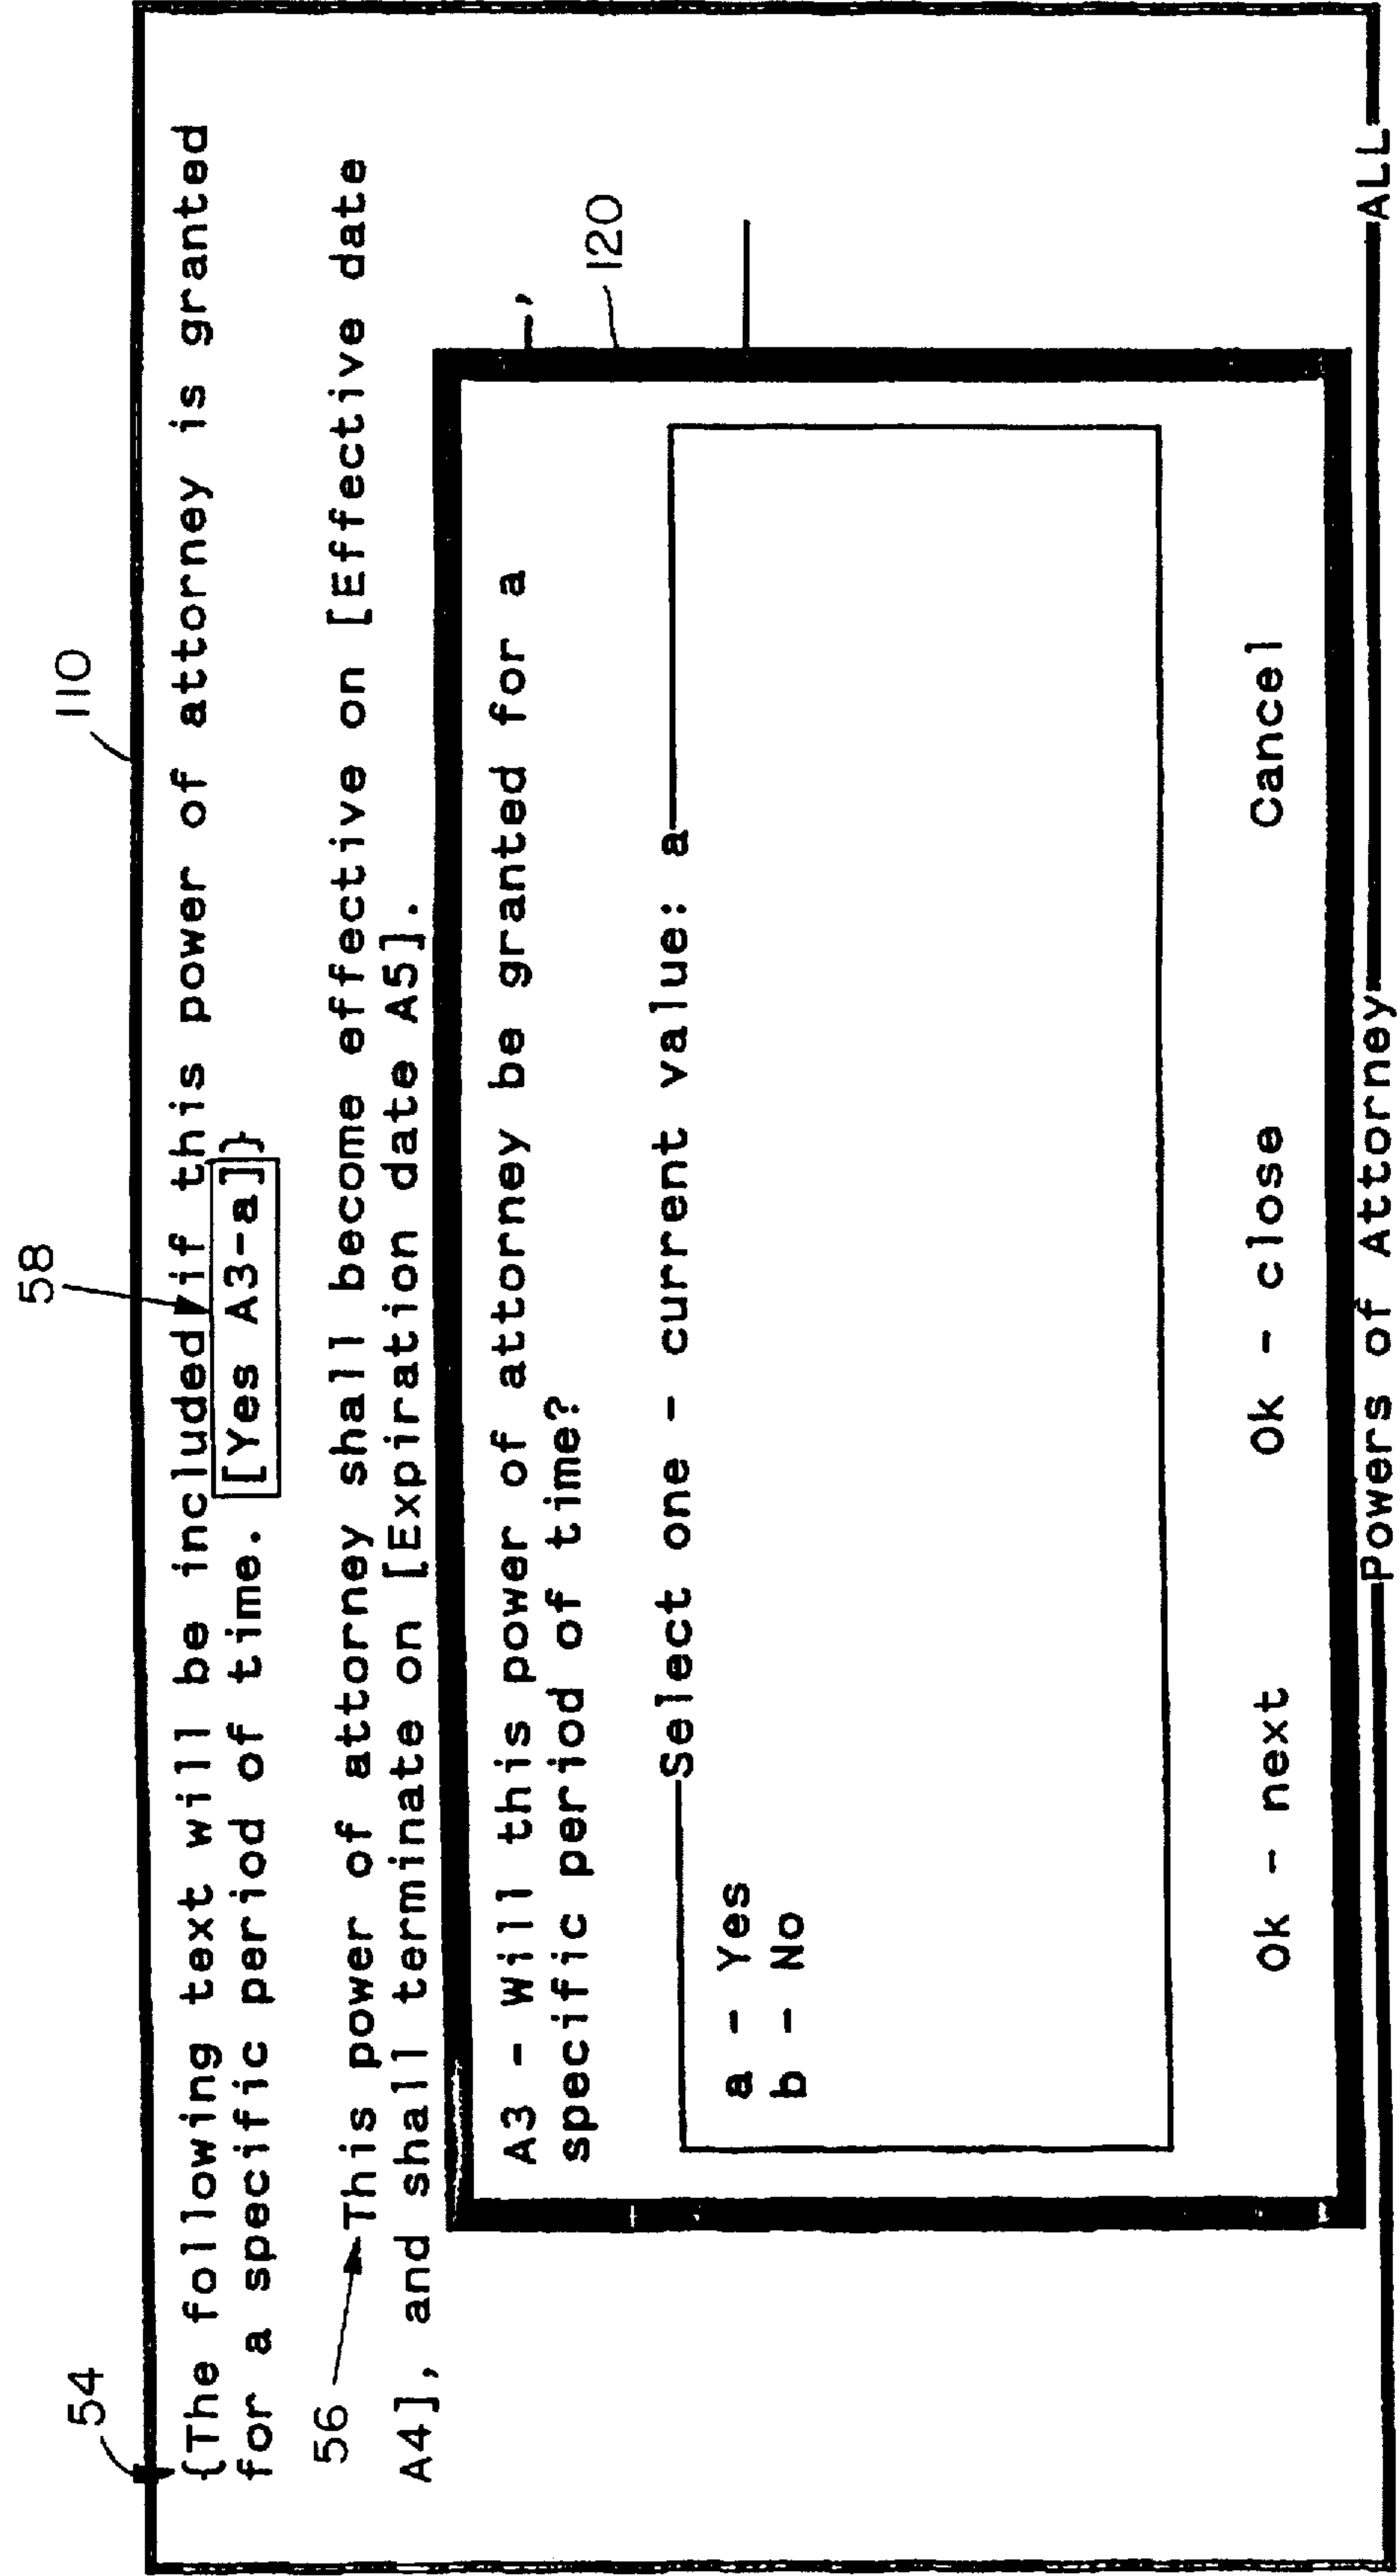 110
54
58
{The following text will be included if this power of attorney is granted
for a specific period of time. [Yes A3-a]}
56
This power of attorney shall become effective on [Effective date
A4], and shall terminate on [Expiration date A5].
120
A3 - Will this power of attorney be granted for a
specific period of time?
Select one - current value: a
a - Yes
b - No
Ok - next Ok - close Cancel
Powers of Attorney ALL